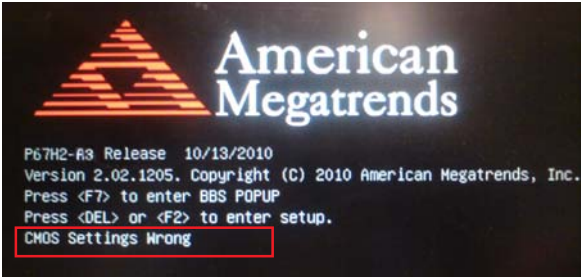 American
Megatrends
P67H2-A3 Release 10/13/2010
Version 2.02.1205. Copyright (C) 2010 American Megatrends, Inc.
Press <F7> to enter BBS POPUP
Press <DEL> or <F2> to enter setup.
CMOS Settings Wrong